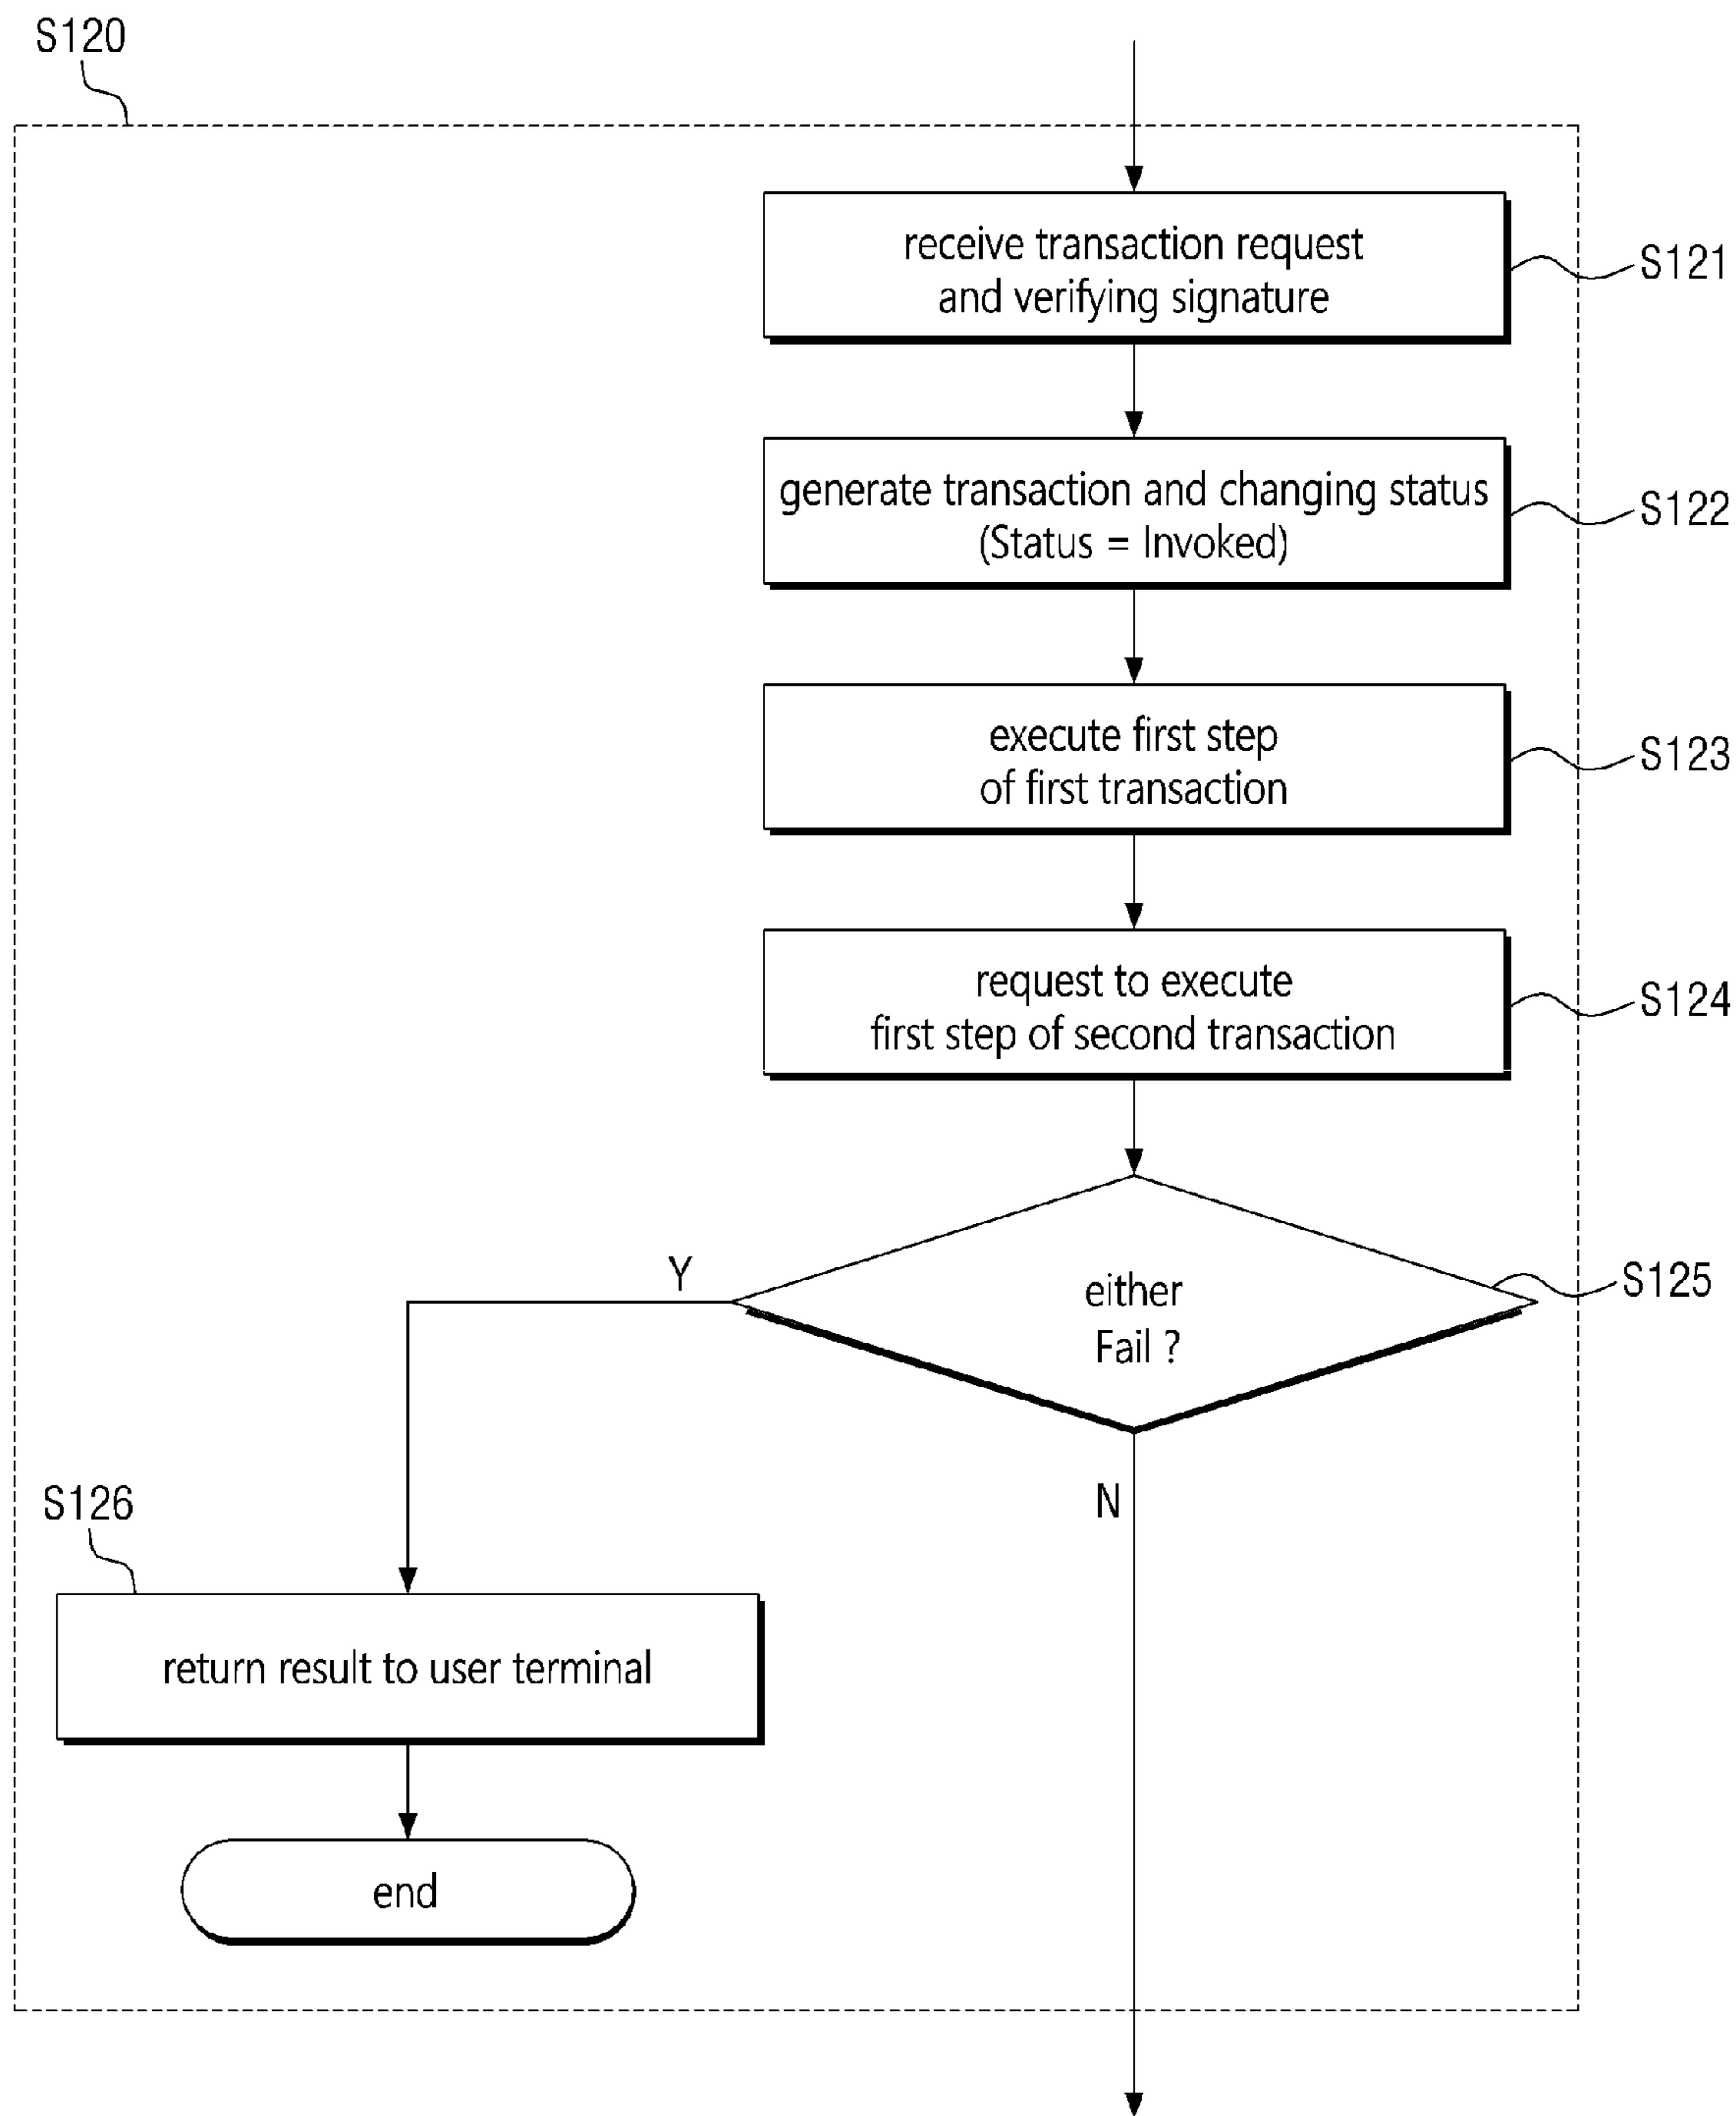 S120
receive transaction request
and verifying signature
S121
generate transaction and changing status
(Status = Invoked)
S122
execute first step
of first transaction
S123
request to execute
first step of second transaction
S124
Y
either
Fail ?
S125
N
S126
return result to user terminal
end